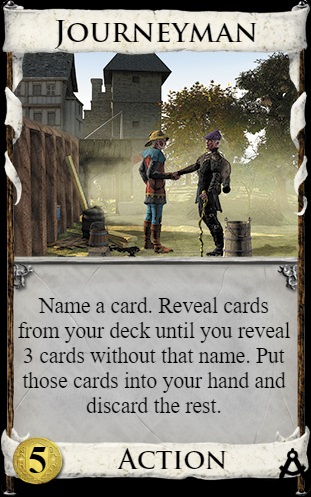 JOURNEYMAN
Name a card. Reveal cards
from your deck until you reveal
3 cards without that name. Put
those cards into your hand and
discard the rest.
5
ACTION